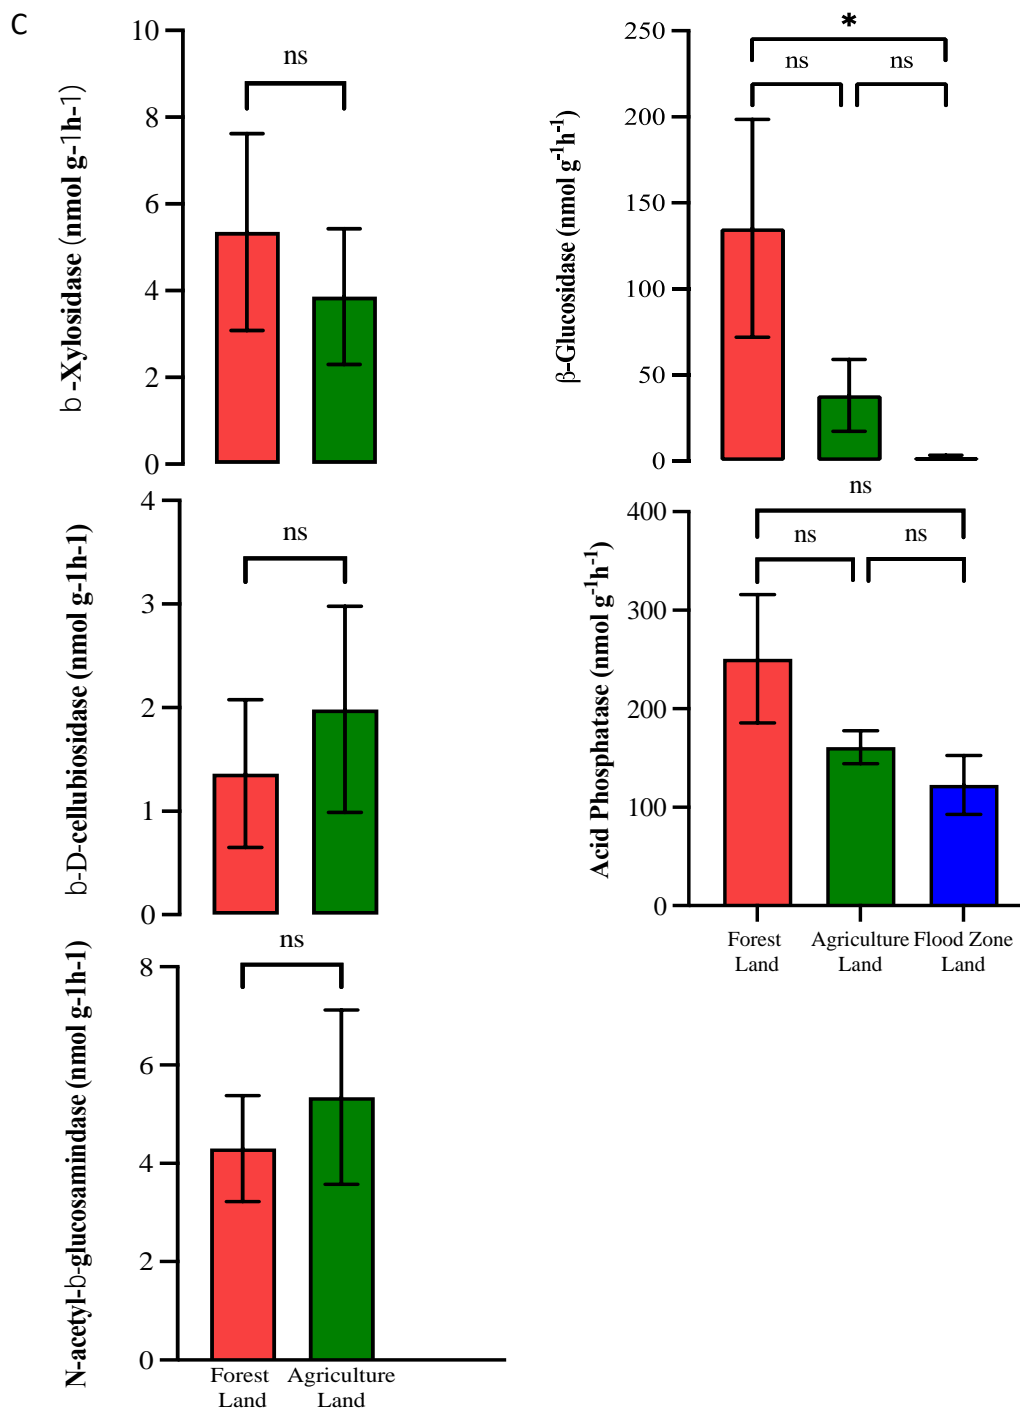 C
b-Xylosidase (nmol g-1h-1)
10
8
6
4
2
0
ns
β-Glucosidase (nmol g-1h-1)
250
200
150
100
50
0
*
ns ns
b-D-cellubiosidase (nmol g-1h-1)
4
3
2
1
0
ns
Acid Phosphatase (nmol g-1h-1)
400
300
200
100
0
ns
ns ns
Forest Agriculture Flood Zone
Land Land Land
N-acetyl-b-glucosamindase (nmol g-1h-1)
8
6
4
2
0
ns
Forest Agriculture
Land Land